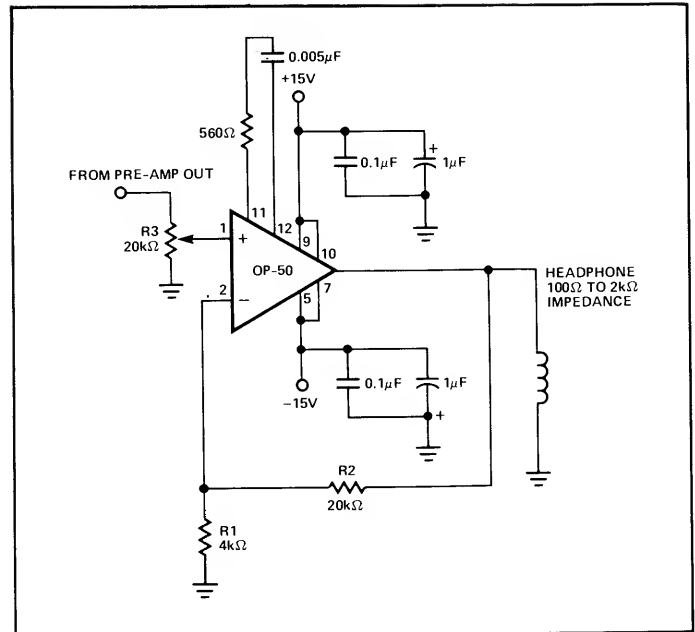 0.005μF
+15V
560Ω
0.1μF
+
1μF
FROM PRE-AMP OUT
R3
20kΩ
1
+
11
12
9
10
OP-50
2
−
5
7
HEADPHONE
100Ω TO 2kΩ
IMPEDANCE
0.1μF
1μF
+
−15V
R2
20kΩ
R1
4kΩ